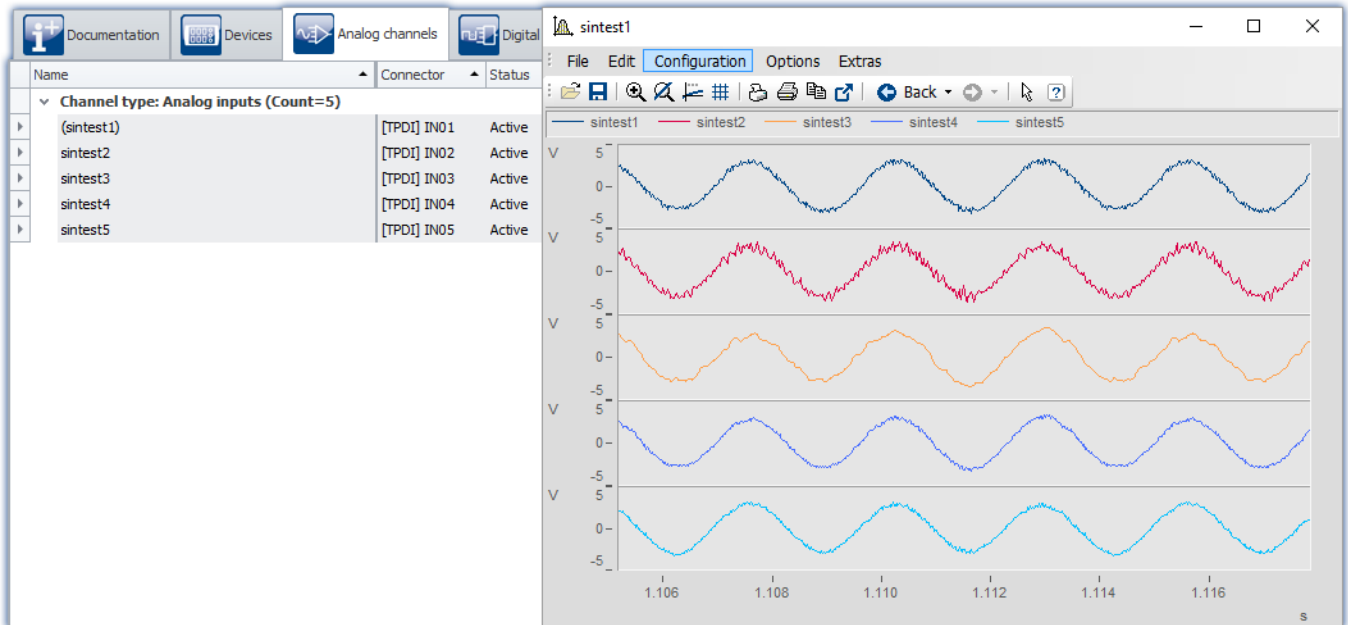 Documentation
Devices
Analog channels
Digital
Name Connector Status
Channel type: Analog inputs (Count=5)
(sintest1) [TPDI] IN01 Active
sintest2 [TPDI] IN02 Active
sintest3 [TPDI] IN03 Active
sintest4 [TPDI] IN04 Active
sintest5 [TPDI] IN05 Active
sintest1
File Edit Configuration Options Extras
Back
sintest1 sintest2 sintest3 sintest4 sintest5
V 5
0
-5
V 5
0
-5
V 5
0
-5
V 5
0
-5
V 5
0
-5
1.106 1.108 1.110 1.112 1.114 1.116
s